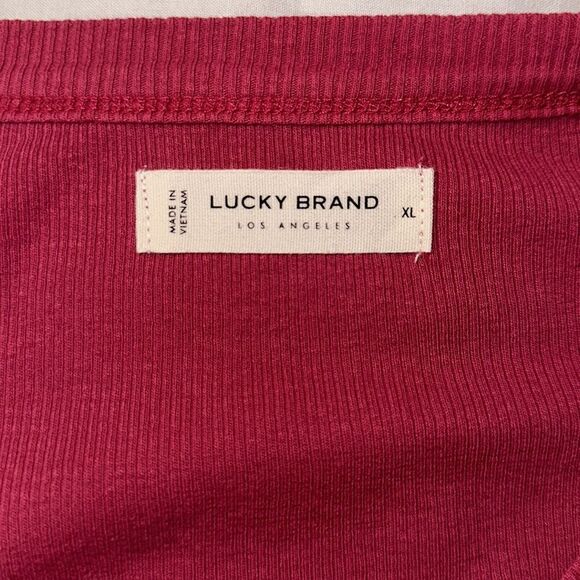 MADE IN
VIETNAM
LUCKY BRAND
LOS ANGELES
XL